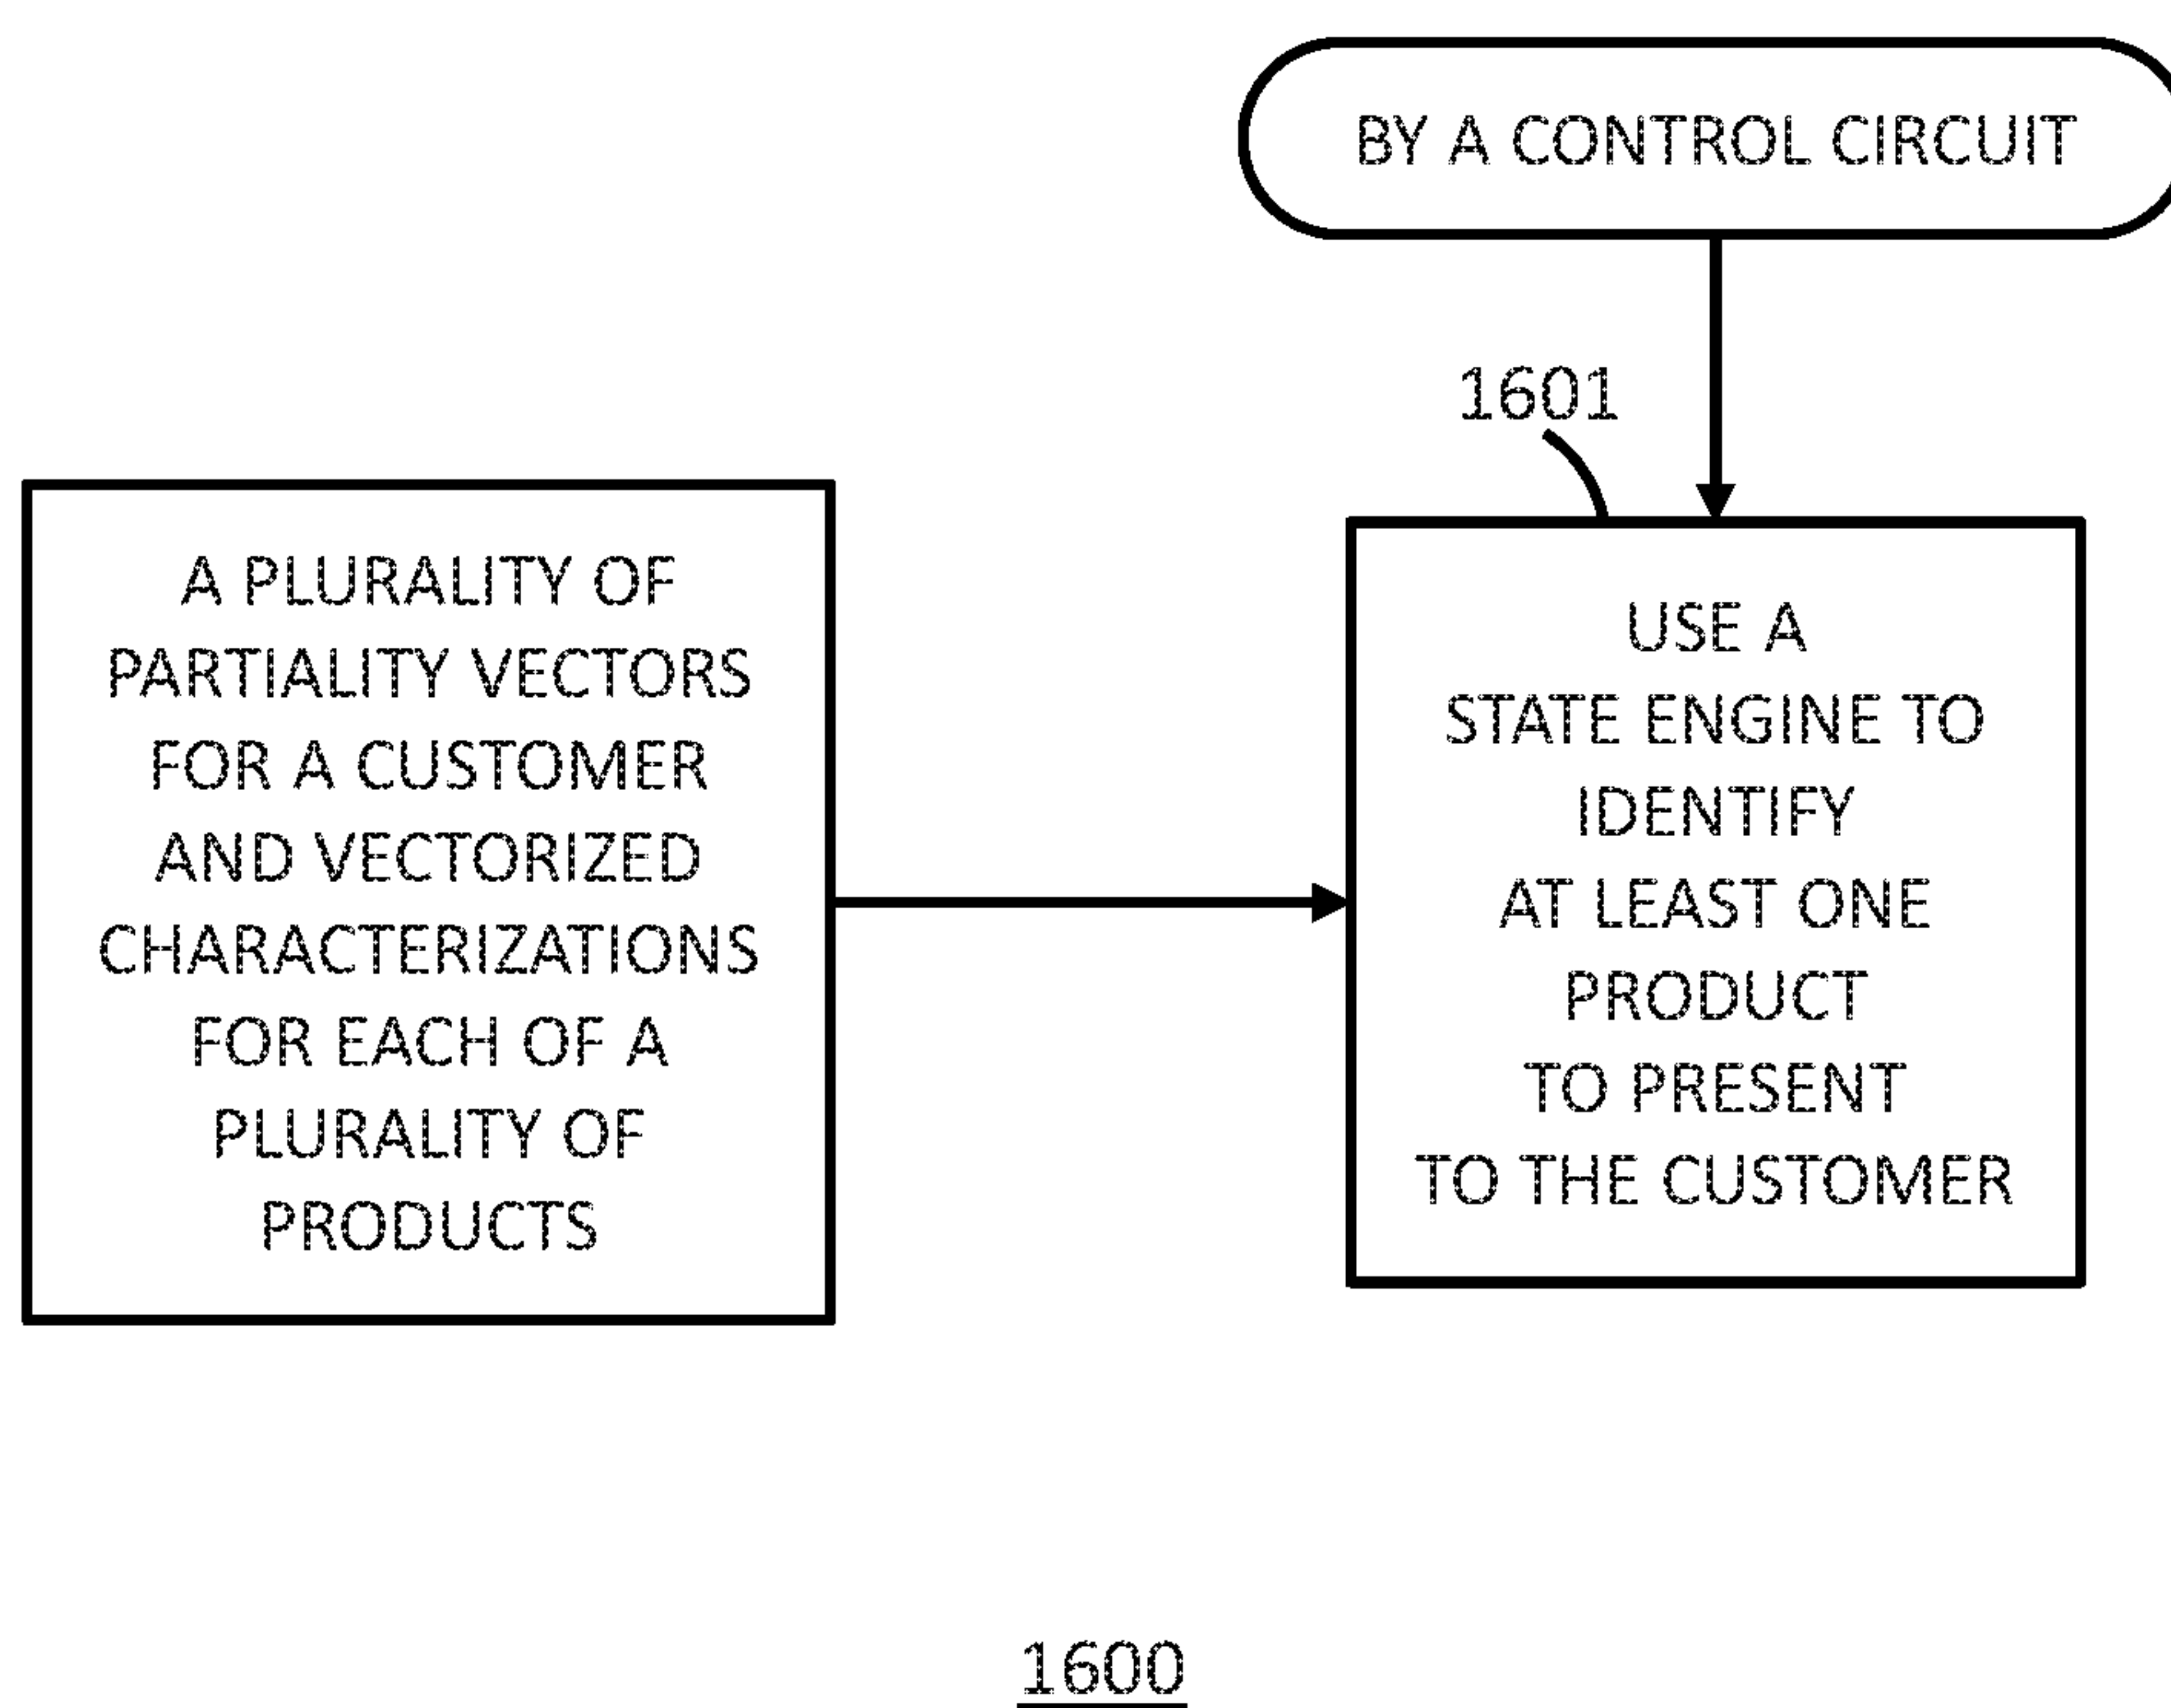 BY A CONTROL CIRCUIT
1601
A PLURALITY OF
PARTIALITY VECTORS
FOR A CUSTOMER
AND VECTORIZED
CHARACTERIZATIONS
FOR EACH OF A
PLURALITY OF
PRODUCTS
USE A
STATE ENGINE TO
IDENTIFY
AT LEAST ONE
PRODUCT
TO PRESENT
TO THE CUSTOMER
1600